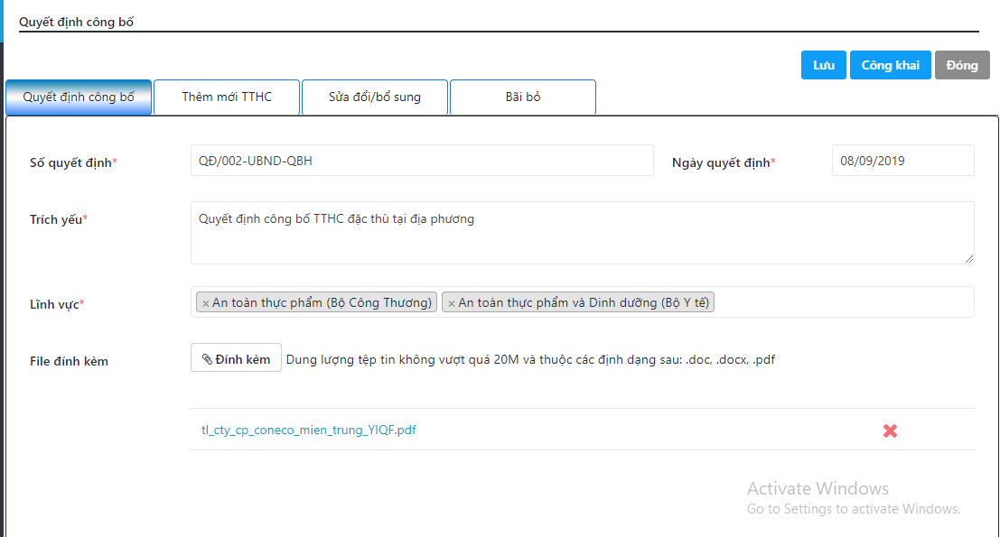 Quyết định công bố
Lưu Công khai Đóng
Quyết định công bố Thêm mới TTHC Sửa đổi/bổ sung Bãi bỏ
Số quyết định* QĐ/002-UBND-QBH Ngày quyết định* 08/09/2019
Trích yếu* Quyết định công bố TTHC đặc thù tại địa phương
Lĩnh vực* × An toàn thực phẩm (Bộ Công Thương) × An toàn thực phẩm và Dinh dưỡng (Bộ Y tế)
File đính kèm Đính kèm Dung lượng tệp tin không vượt quá 20M và thuộc các định dạng sau: .doc, .docx, .pdf
tl_cty_cp_coneco_mien_trung_YIQF.pdf
Activate Windows
Go to Settings to activate Windows.